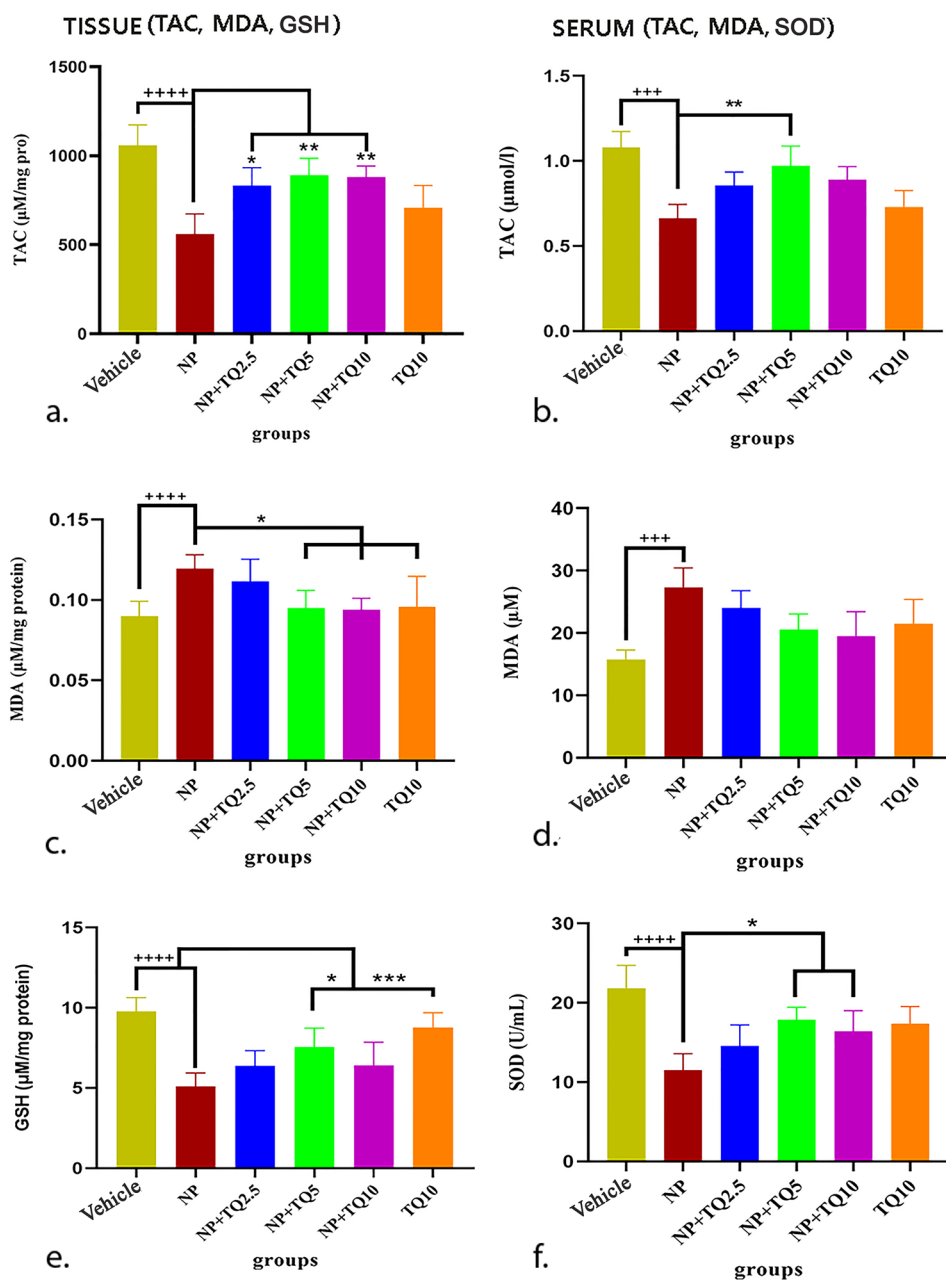 TISSUE (TAC, MDA, GSH)
SERUM (TAC, MDA, SOD)
TAC (µM/mg pro)
1500
1000
500
0
++++
*
**
**
Vehicle
NP
NP+TQ2.5
NP+TQ5
NP+TQ10
TQ10
a.
groups
TAC (µmol/l)
1.5
1.0
0.5
0.0
+++
**
Vehicle
NP
NP+TQ2.5
NP+TQ5
NP+TQ10
TQ10
b.
groups
MDA (µM/mg protein)
0.15
0.10
0.05
0.00
++++
*
Vehicle
NP
NP+TQ2.5
NP+TQ5
NP+TQ10
TQ10
c.
groups
MDA (µM)
40
30
20
10
0
+++
Vehicle
NP
NP+TQ2.5
NP+TQ5
NP+TQ10
TQ10
d.
groups
GSH (µM/mg protein)
15
10
5
0
++++
*
***
Vehicle
NP
NP+TQ2.5
NP+TQ5
NP+TQ10
TQ10
e.
groups
SOD (U/mL)
30
20
10
0
++++
*
Vehicle
NP
NP+TQ2.5
NP+TQ5
NP+TQ10
TQ10
f.
groups